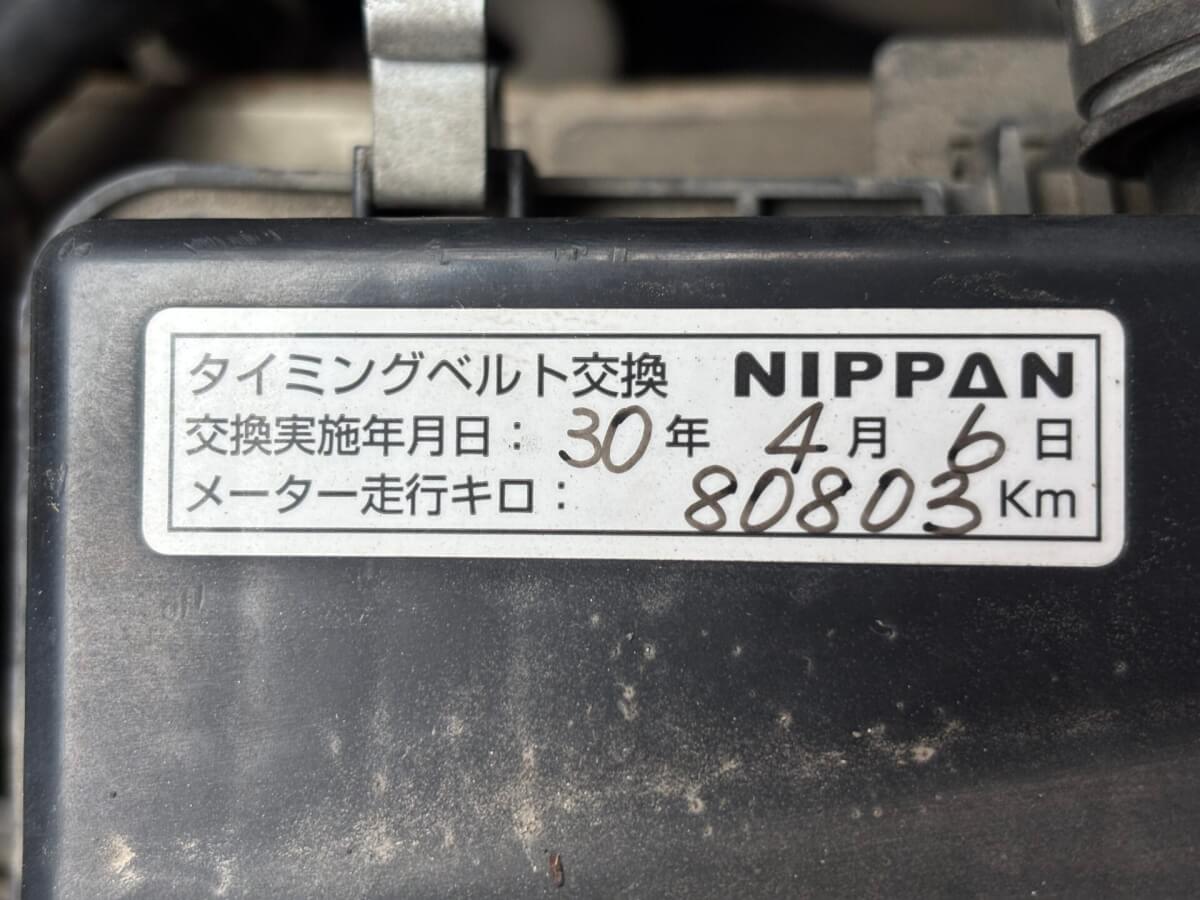 タイミングベルト交換 NIPPAN
交換実施年月日: 30年 4月 6日
メーター走行キロ: 80803Km